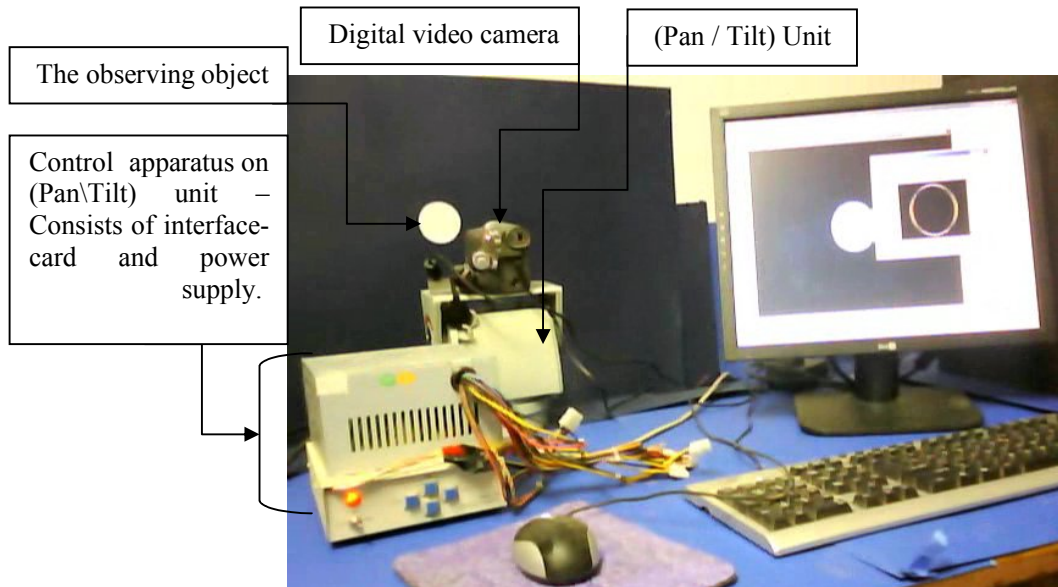 Digital video camera
(Pan / Tilt) Unit
The observing object
Control apparatus on
(Pan\Tilt) unit –
Consists of interface-
card and power
supply.